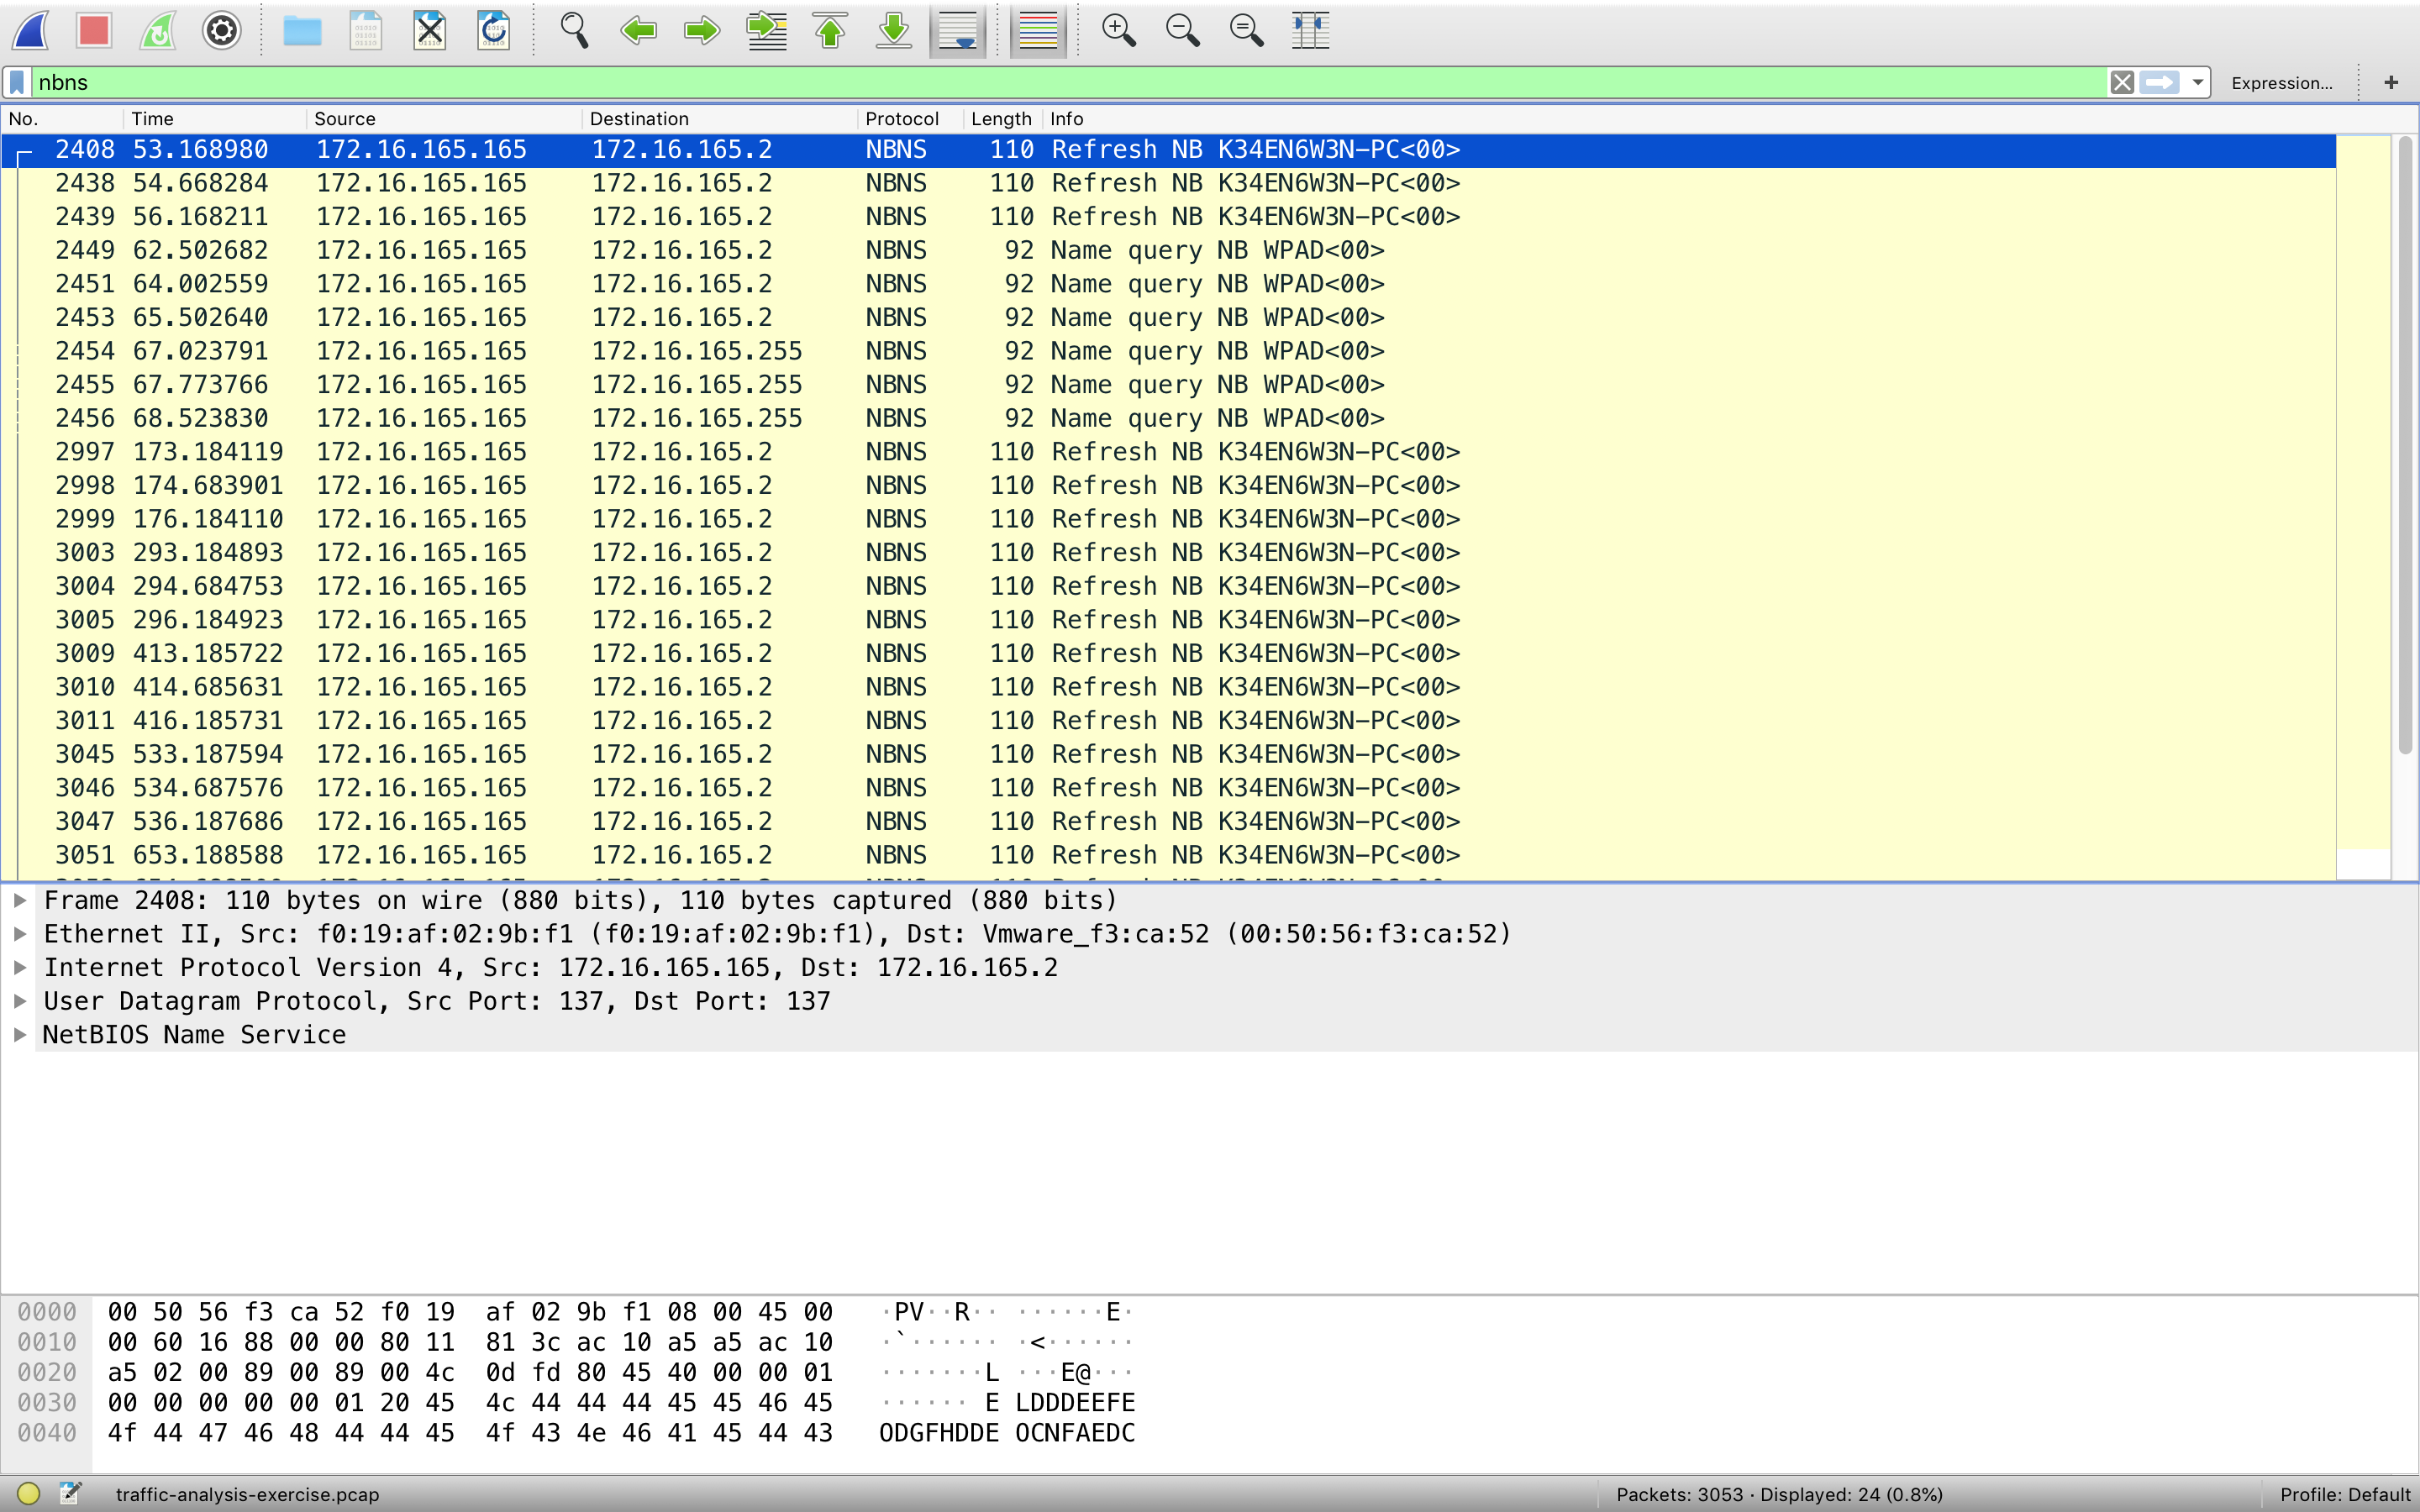 nbns
Expression...
+
No. Time Source Destination Protocol Length Info
2408 53.168980 172.16.165.165 172.16.165.2 NBNS 110 Refresh NB K34EN6W3N-PC<00>
2438 54.668284 172.16.165.165 172.16.165.2 NBNS 110 Refresh NB K34EN6W3N-PC<00>
2439 56.168211 172.16.165.165 172.16.165.2 NBNS 110 Refresh NB K34EN6W3N-PC<00>
2449 62.502682 172.16.165.165 172.16.165.2 NBNS 92 Name query NB WPAD<00>
2451 64.002559 172.16.165.165 172.16.165.2 NBNS 92 Name query NB WPAD<00>
2453 65.502640 172.16.165.165 172.16.165.2 NBNS 92 Name query NB WPAD<00>
2454 67.023791 172.16.165.165 172.16.165.255 NBNS 92 Name query NB WPAD<00>
2455 67.773766 172.16.165.165 172.16.165.255 NBNS 92 Name query NB WPAD<00>
2456 68.523830 172.16.165.165 172.16.165.255 NBNS 92 Name query NB WPAD<00>
2997 173.184119 172.16.165.165 172.16.165.2 NBNS 110 Refresh NB K34EN6W3N-PC<00>
2998 174.683901 172.16.165.165 172.16.165.2 NBNS 110 Refresh NB K34EN6W3N-PC<00>
2999 176.184110 172.16.165.165 172.16.165.2 NBNS 110 Refresh NB K34EN6W3N-PC<00>
3003 293.184893 172.16.165.165 172.16.165.2 NBNS 110 Refresh NB K34EN6W3N-PC<00>
3004 294.684753 172.16.165.165 172.16.165.2 NBNS 110 Refresh NB K34EN6W3N-PC<00>
3005 296.184923 172.16.165.165 172.16.165.2 NBNS 110 Refresh NB K34EN6W3N-PC<00>
3009 413.185722 172.16.165.165 172.16.165.2 NBNS 110 Refresh NB K34EN6W3N-PC<00>
3010 414.685631 172.16.165.165 172.16.165.2 NBNS 110 Refresh NB K34EN6W3N-PC<00>
3011 416.185731 172.16.165.165 172.16.165.2 NBNS 110 Refresh NB K34EN6W3N-PC<00>
3045 533.187594 172.16.165.165 172.16.165.2 NBNS 110 Refresh NB K34EN6W3N-PC<00>
3046 534.687576 172.16.165.165 172.16.165.2 NBNS 110 Refresh NB K34EN6W3N-PC<00>
3047 536.187686 172.16.165.165 172.16.165.2 NBNS 110 Refresh NB K34EN6W3N-PC<00>
3051 653.188588 172.16.165.165 172.16.165.2 NBNS 110 Refresh NB K34EN6W3N-PC<00>
Frame 2408: 110 bytes on wire (880 bits), 110 bytes captured (880 bits)
Ethernet II, Src: f0:19:af:02:9b:f1 (f0:19:af:02:9b:f1), Dst: Vmware_f3:ca:52 (00:50:56:f3:ca:52)
Internet Protocol Version 4, Src: 172.16.165.165, Dst: 172.16.165.2
User Datagram Protocol, Src Port: 137, Dst Port: 137
NetBIOS Name Service
0000 00 50 56 f3 ca 52 f0 19 af 02 9b f1 08 00 45 00 ·PV··R·· ······E·
0010 00 60 16 88 00 00 80 11 81 3c ac 10 a5 a5 ac 10 ·`······ ·<······
0020 a5 02 00 89 00 89 00 4c 0d fd 80 45 40 00 00 01 ·······L ···E@···
0030 00 00 00 00 00 01 20 45 4c 44 44 44 45 45 46 45 ······ E LDDDEEFE
0040 4f 44 47 46 48 44 44 45 4f 43 4e 46 41 45 44 43 ODGFHDDE OCNFAEDC
traffic-analysis-exercise.pcap
Packets: 3053 · Displayed: 24 (0.8%)
Profile: Default